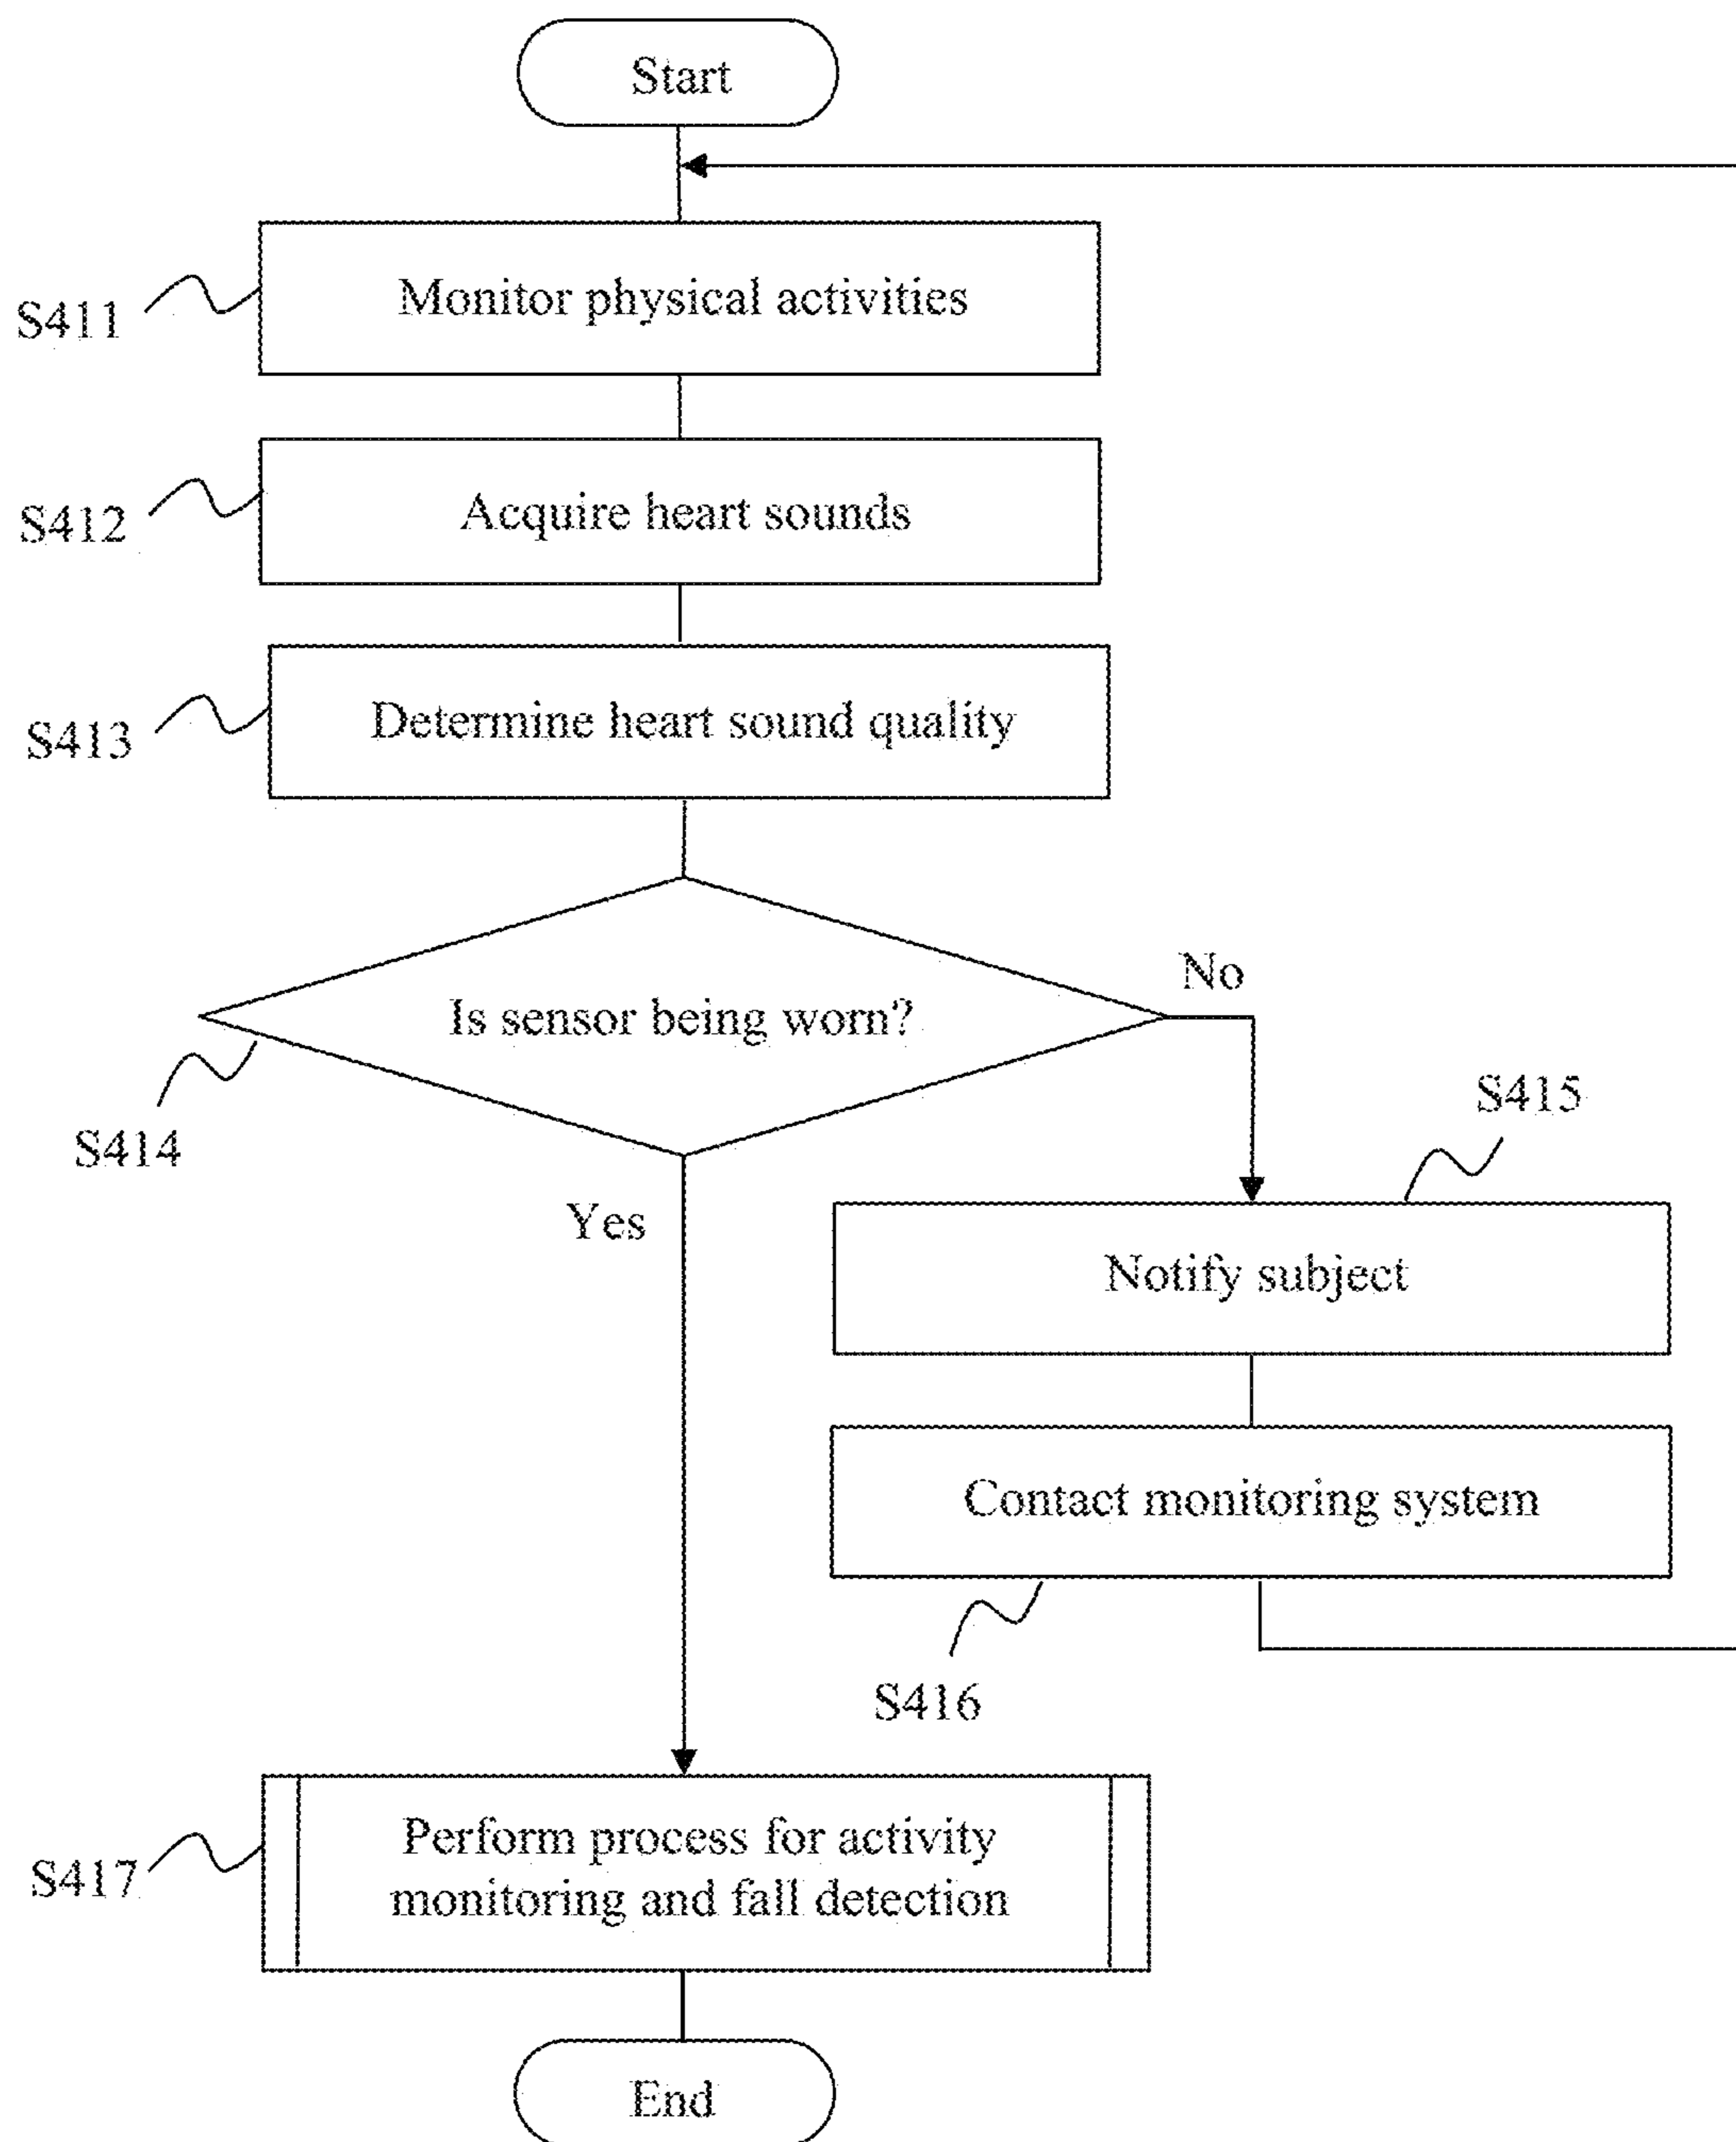 Start
S411
Monitor physical activities
S412
Acquire heart sounds
S413
Determine heart sound quality
Is sensor being worn?
No
S414
S415
Yes
Notify subject
Contact monitoring system
S416
S417
Perform process for activity
monitoring and fall detection
End